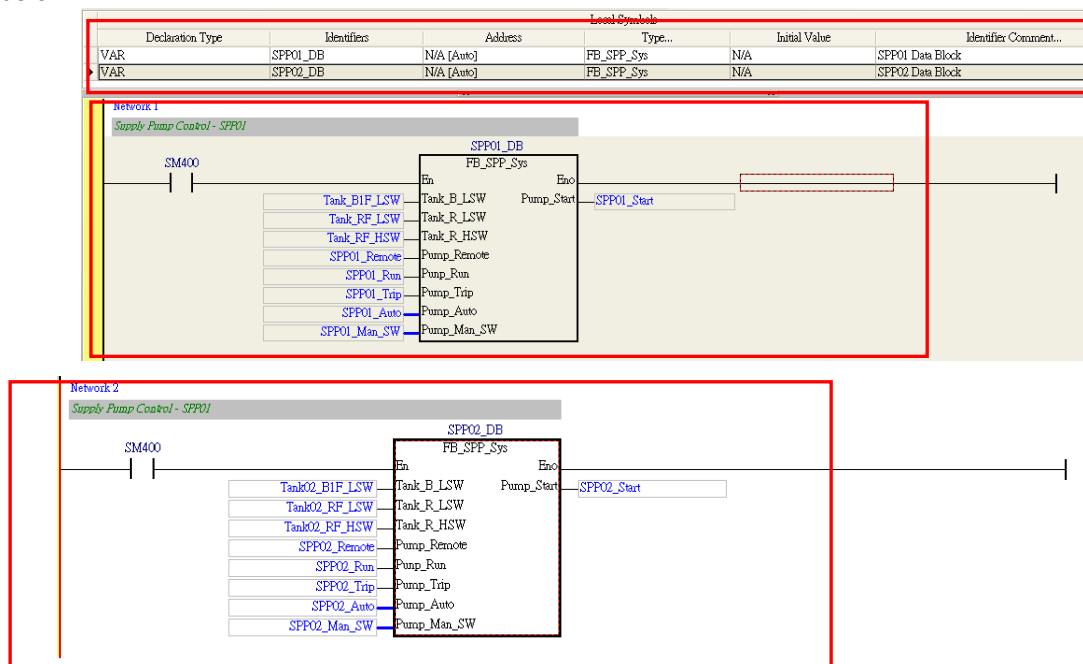 Local Symbols
Declaration Type Identifiers Address Type... Initial Value Identifier Comment...
VAR SPP01_DB N/A [Auto] FB_SPP_Sys N/A SPP01 Data Block
VAR SPP02_DB N/A [Auto] FB_SPP_Sys N/A SPP02 Data Block
Network 1
Supply Pump Control - SPP01
SPP01_DB
SM400 FB_SPP_Sys
En Eno
Tank_B1F_LSW Tank_B_LSW Pump_Start SPP01_Start
Tank_RF_LSW Tank_R_LSW
Tank_RF_HSW Tank_R_HSW
SPP01_Remote Pump_Remote
SPP01_Run Punp_Run
SPP01_Trip Pump_Trip
SPP01_Auto Pump_Auto
SPP01_Man_SW Pump_Man_SW
Network 2
Supply Pump Control - SPP01
SPP02_DB
SM400 FB_SPP_Sys
En Eno
Tank02_B1F_LSW Tank_B_LSW Pump_Start SPP02_Start
Tank02_RF_LSW Tank_R_LSW
Tank02_RF_HSW Tank_R_HSW
SPP02_Remote Pump_Remote
SPP02_Run Punp_Run
SPP02_Trip Pump_Trip
SPP02_Auto Pump_Auto
SPP02_Man_SW Pump_Man_SW